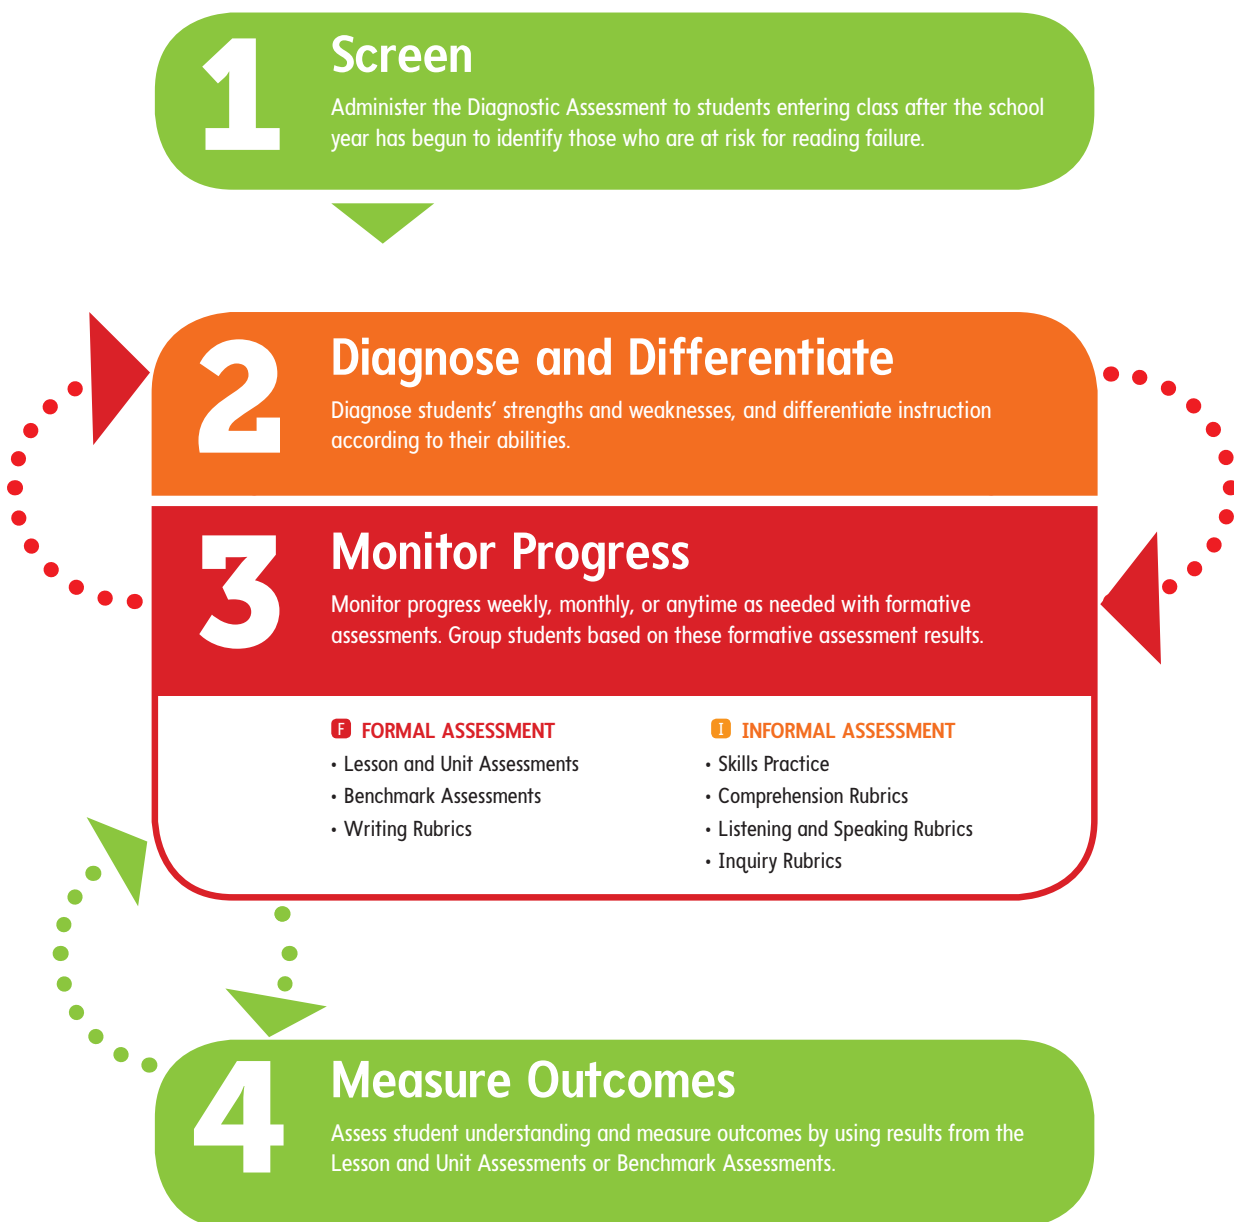 1
Screen
Administer the Diagnostic Assessment to students entering class after the school
year has begun to identify those who are at risk for reading failure.
2
Diagnose and Differentiate
Diagnose students’ strengths and weaknesses, and differentiate instruction
according to their abilities.
3
Monitor Progress
Monitor progress weekly, monthly, or anytime as needed with formative
assessments. Group students based on these formative assessment results.
F FORMAL ASSESSMENT
• Lesson and Unit Assessments
• Benchmark Assessments
• Writing Rubrics
I INFORMAL ASSESSMENT
• Skills Practice
• Comprehension Rubrics
• Listening and Speaking Rubrics
• Inquiry Rubrics
4
Measure Outcomes
Assess student understanding and measure outcomes by using results from the
Lesson and Unit Assessments or Benchmark Assessments.